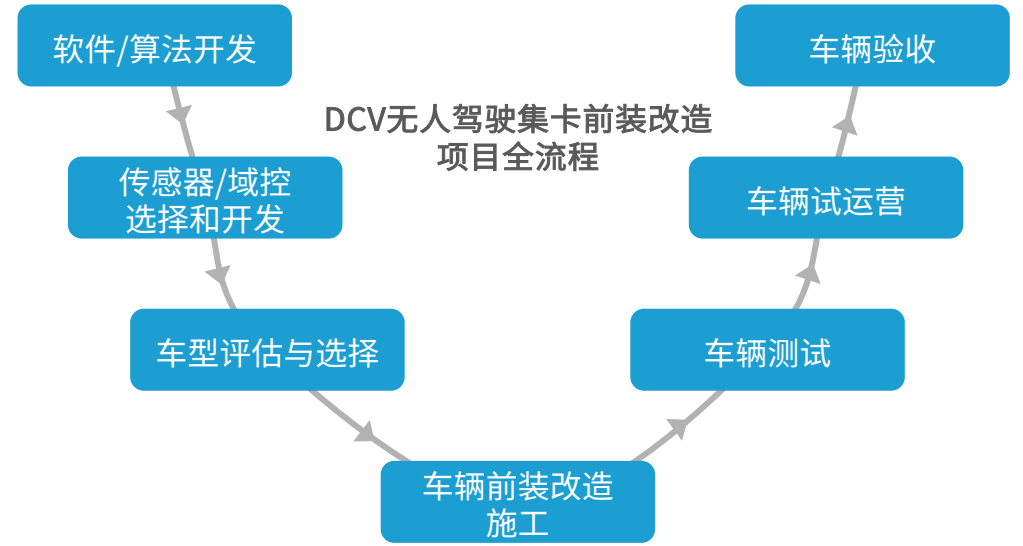 软件/算法开发
车辆验收
DCV无人驾驶集卡前装改造
项目全流程
传感器/域控
选择和开发
车辆试运营
车型评估与选择
车辆测试
车辆前装改造
施工